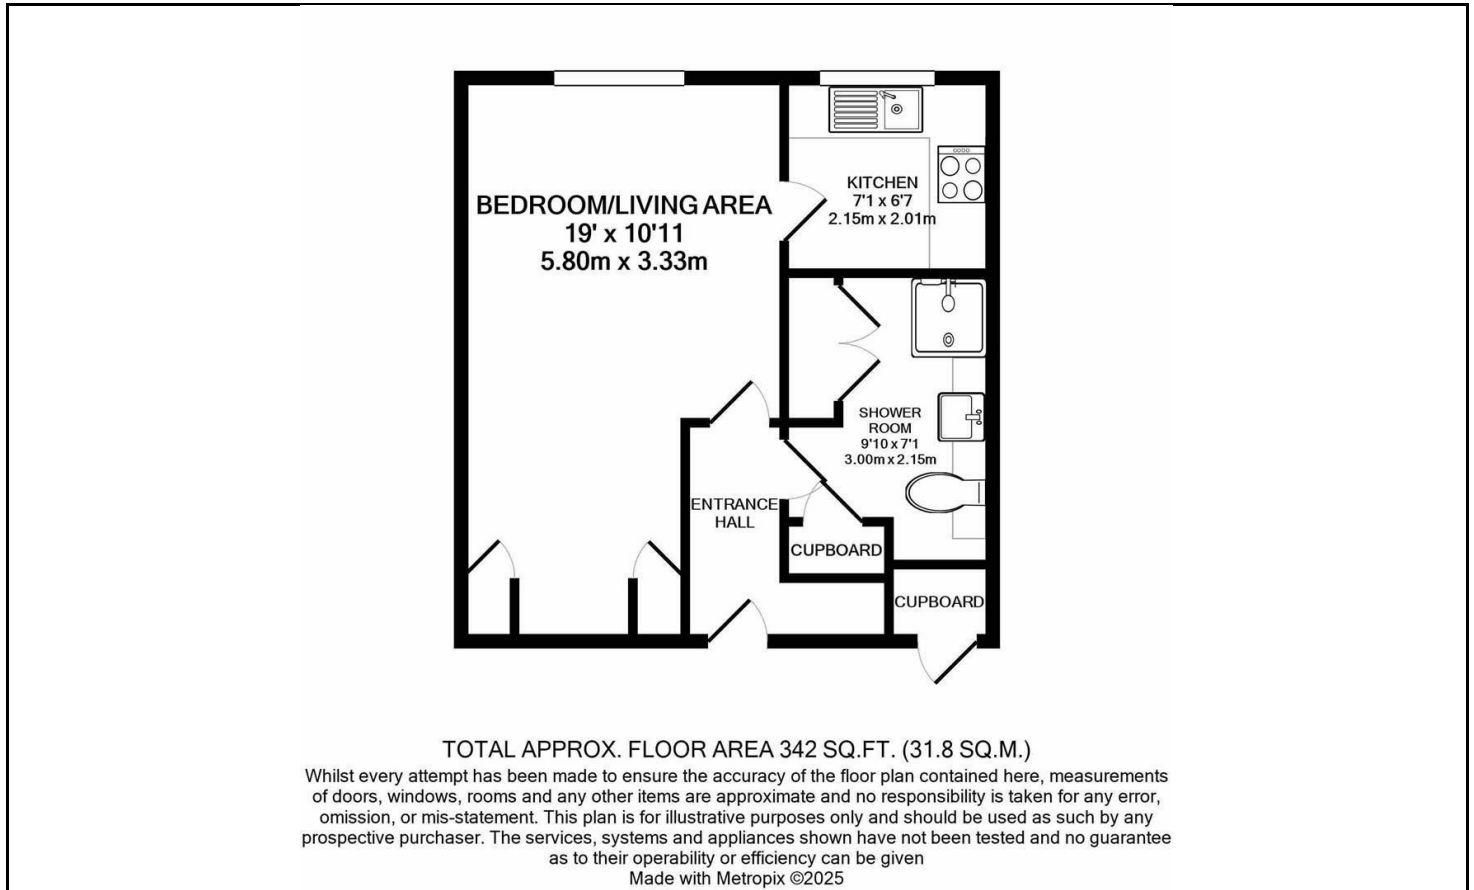 BEDROOM/LIVING AREA
19' x 10'11
5.80m x 3.33m
KITCHEN
7'1 x 6'7
2.15m x 2.01m
SHOWER
ROOM
9'10 x 7'1
3.00m x 2.15m
ENTRANCE
HALL
CUPBOARD
CUPBOARD
TOTAL APPROX. FLOOR AREA 342 SQ.FT. (31.8 SQ.M.)
Whilst every attempt has been made to ensure the accuracy of the floor plan contained here, measurements
of doors, windows, rooms and any other items are approximate and no responsibility is taken for any error,
omission, or mis-statement. This plan is for illustrative purposes only and should be used as such by any
prospective purchaser. The services, systems and appliances shown have not been tested and no guarantee
as to their operability or efficiency can be given
Made with Metropix ©2025